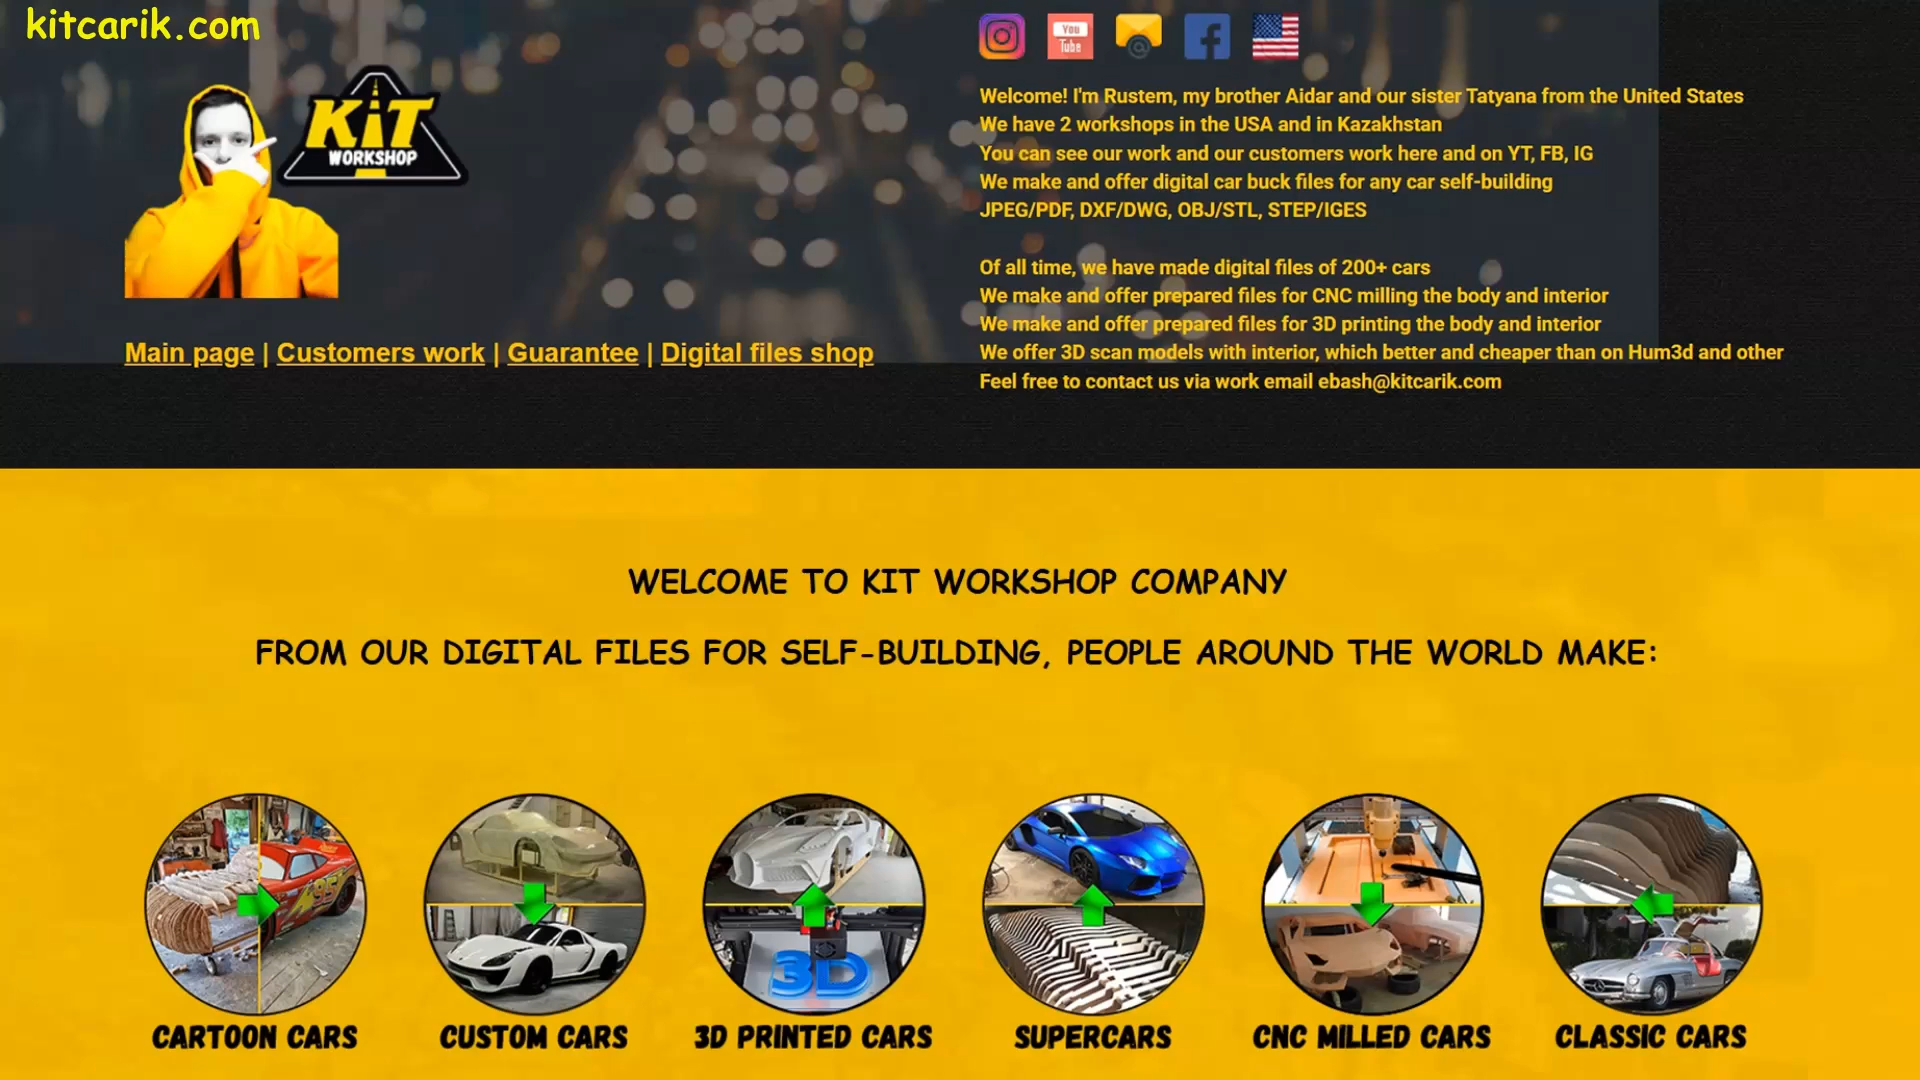 kitcarik.com
KiT
WORKSHOP
You
Tube
Welcome! I'm Rustem, my brother Aidar and our sister Tatyana from the United States
We have 2 workshops in the USA and in Kazakhstan
You can see our work and our customers work here and on YT, FB, IG
We make and offer digital car buck files for any car self-building
JPEG/PDF, DXF/DWG, OBJ/STL, STEP/IGES
Of all time, we have made digital files of 200+ cars
We make and offer prepared files for CNC milling the body and interior
We make and offer prepared files for 3D printing the body and interior
We offer 3D scan models with interior, which better and cheaper than on Hum3d and other
Feel free to contact us via work email ebash@kitcarik.com
Main page | Customers work | Guarantee | Digital files shop
WELCOME TO KIT WORKSHOP COMPANY
FROM OUR DIGITAL FILES FOR SELF-BUILDING, PEOPLE AROUND THE WORLD MAKE:
95
3D
CARTOON CARS
CUSTOM CARS
3D PRINTED CARS
SUPERCARS
CNC MILLED CARS
CLASSIC CARS